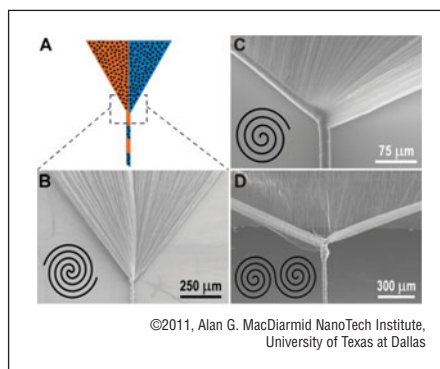 A
B
250 μm
C
75 μm
D
300 μm
©2011, Alan G. MacDiarmid NanoTech Institute,
University of Texas at Dallas